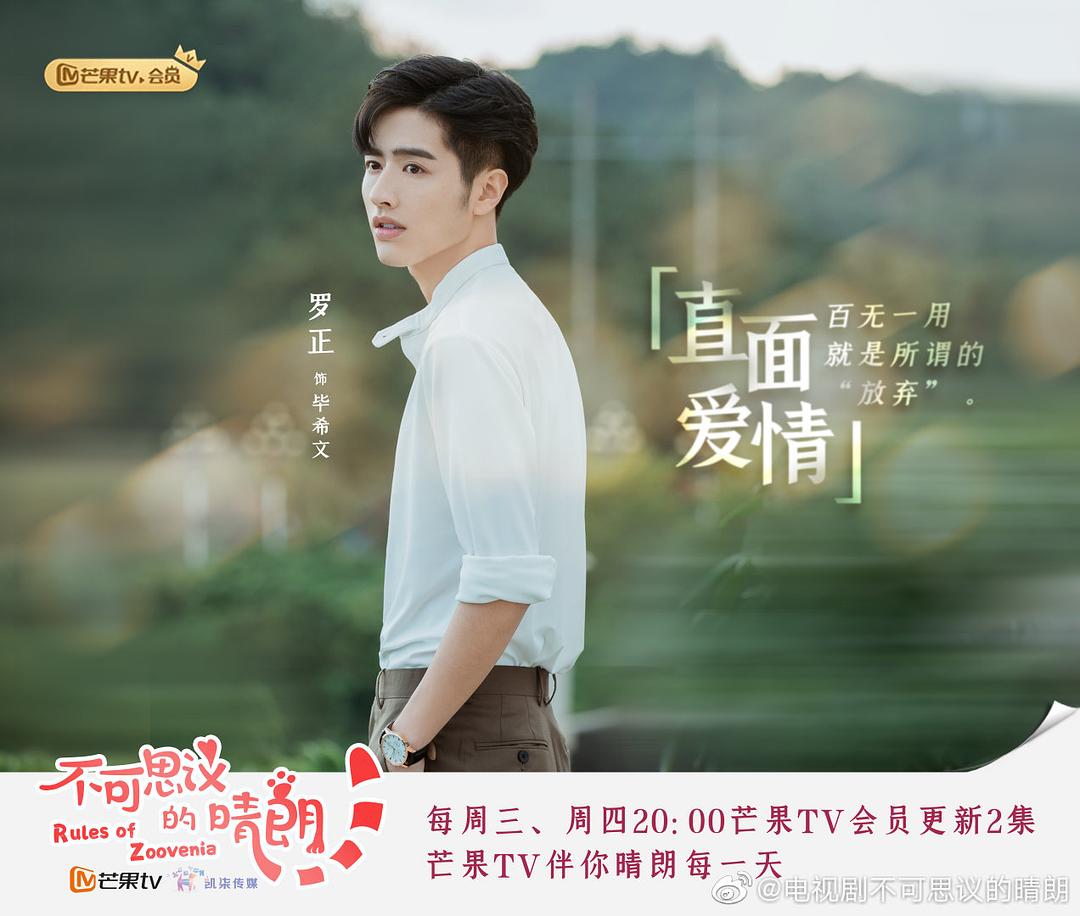 芒果tv会员
罗正
饰
毕希文
「直面
爱情」
百无一用
就是所谓的
“放弃”。
不可思议
的晴朗
Rules of
Zoovenia
芒果tv
凯柒传媒
每周三、周四20:00芒果TV会员更新2集
芒果TV伴你晴朗每一天
@电视剧不可思议的晴朗